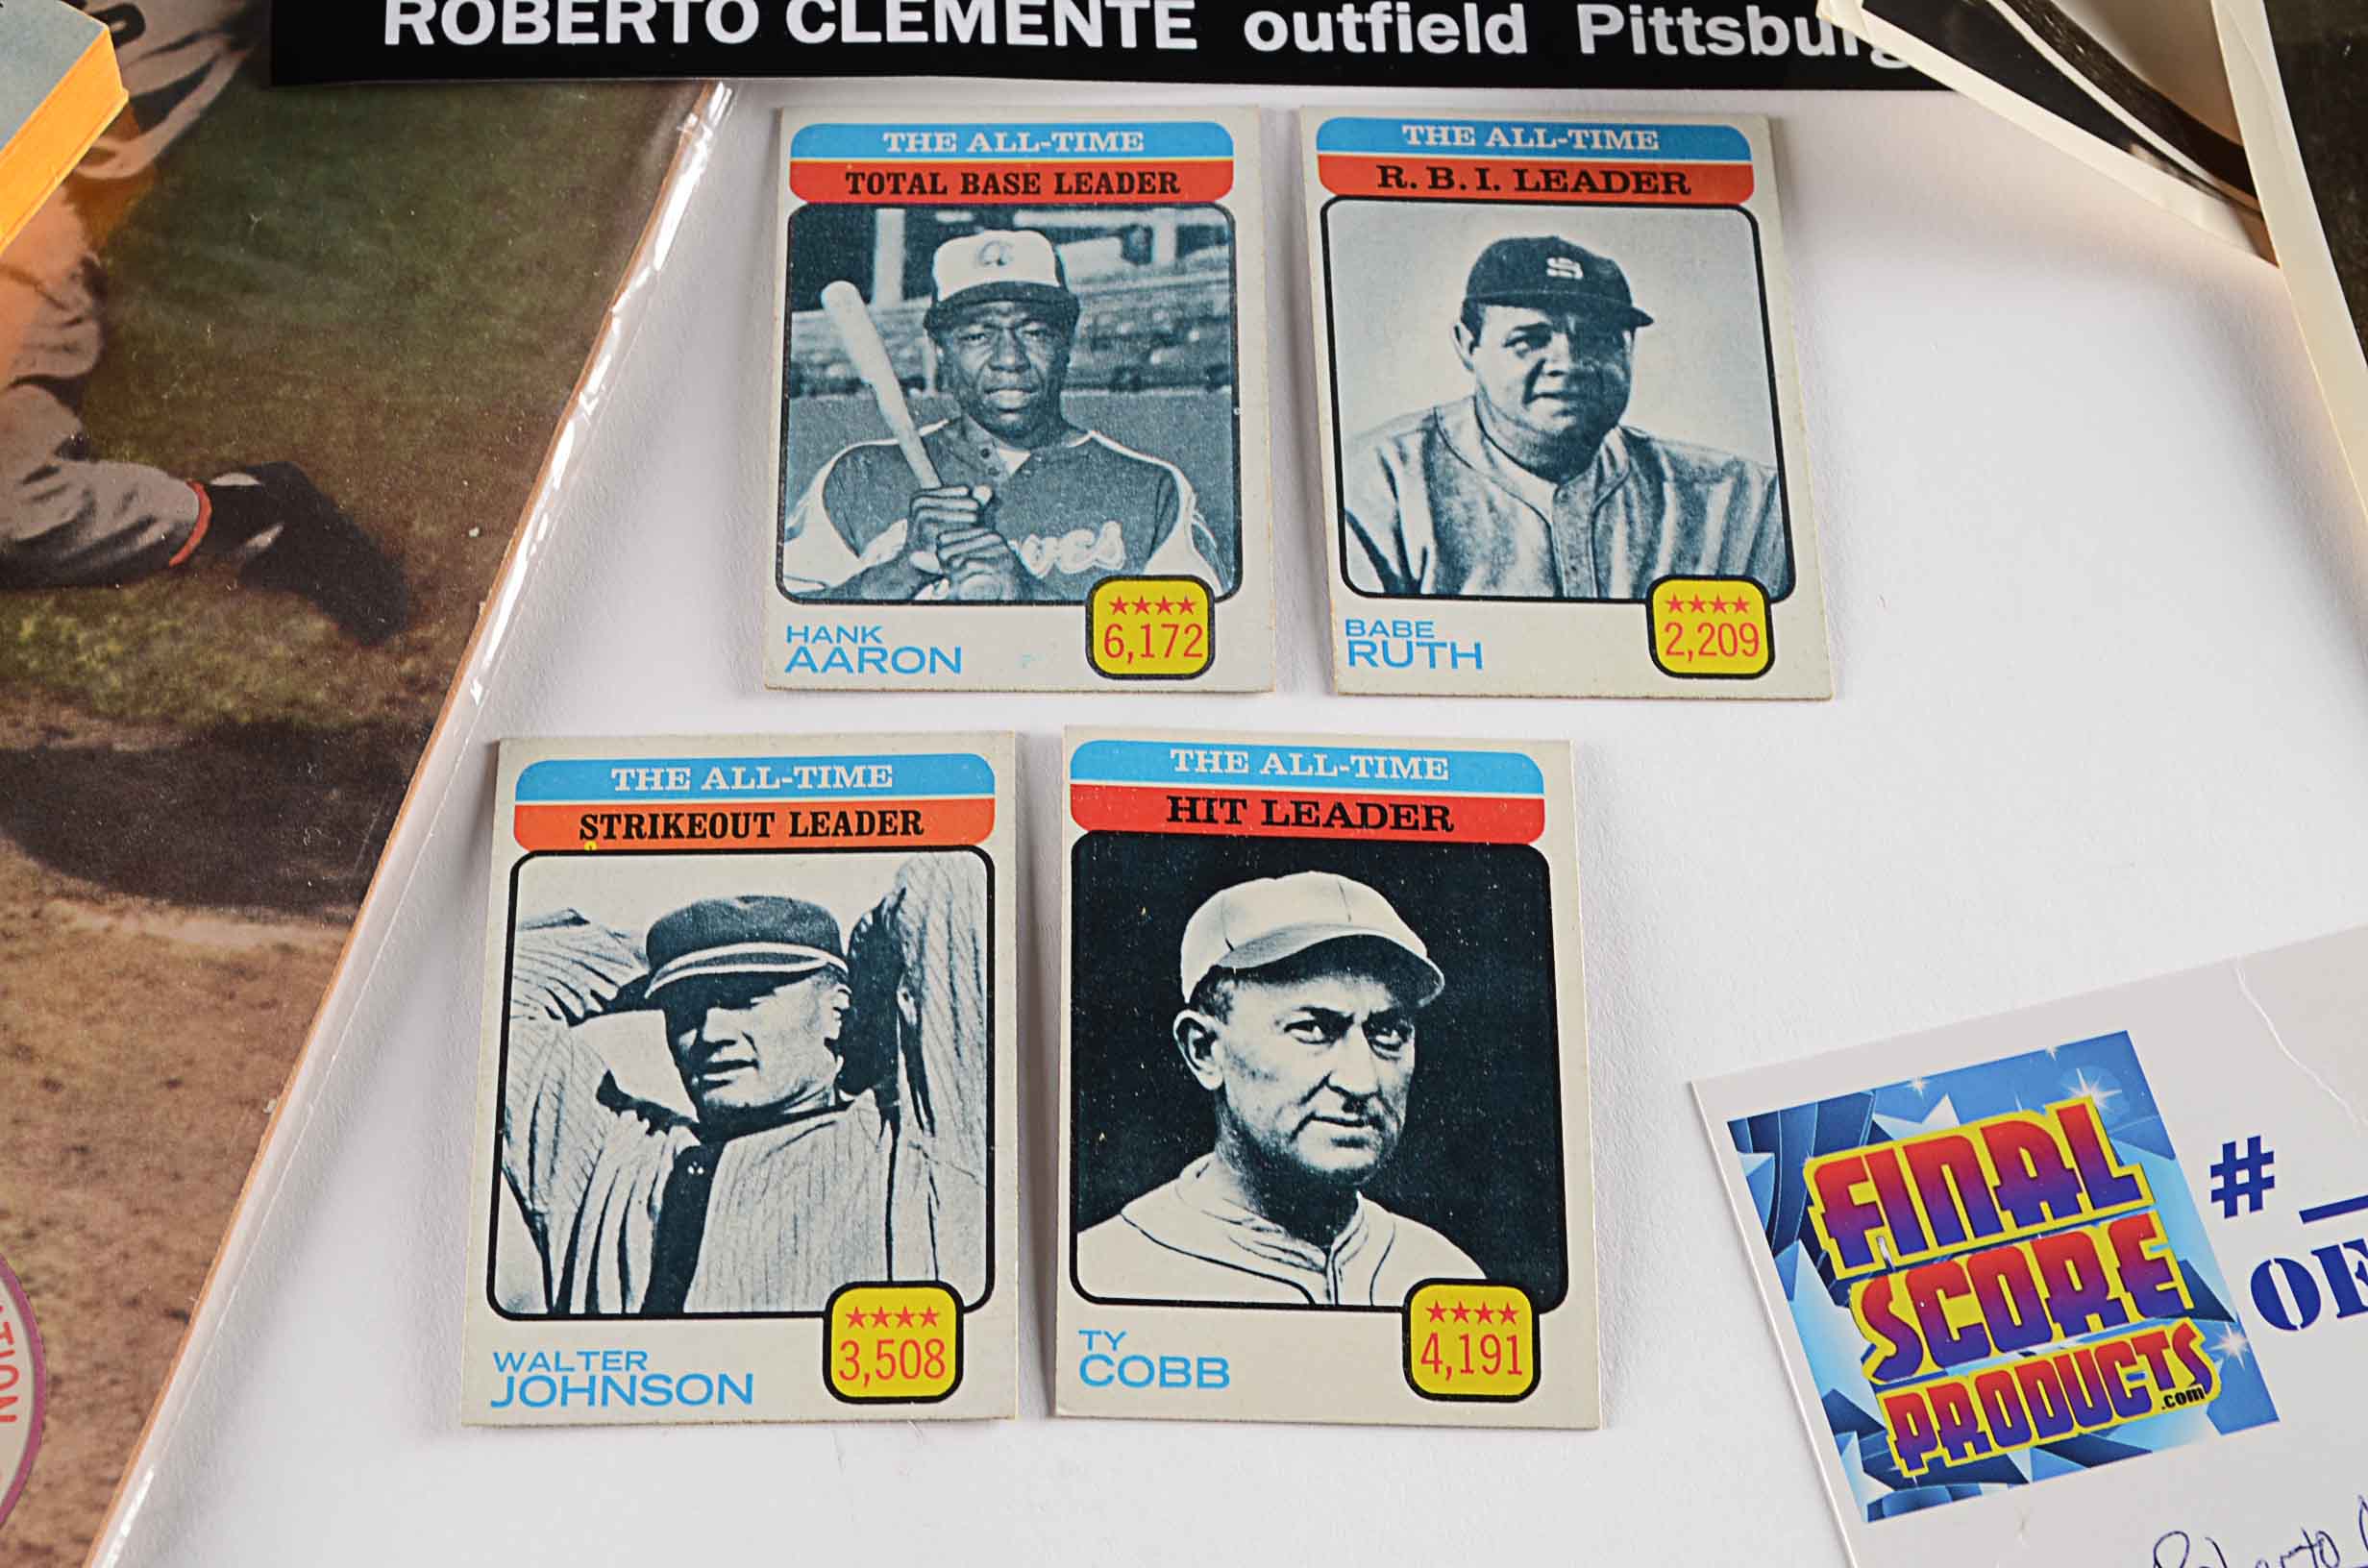 ROBERTO CLEMENTE outfield
THE ALL-TIME
TOTAL BASE LEADER
HANK
AARON
★★★★
6,172
THE ALL-TIME
R. B. I. LEADER
BABE
RUTH
★★★★
2,209
THE ALL-TIME
STRIKEOUT LEADER
WALTER
JOHNSON
★★★★
3,508
THE ALL-TIME
HIT LEADER
TY
COBB
★★★★
4,191
FINAL
SCORE
PRODUCTS
.com
#
OF
Roberto